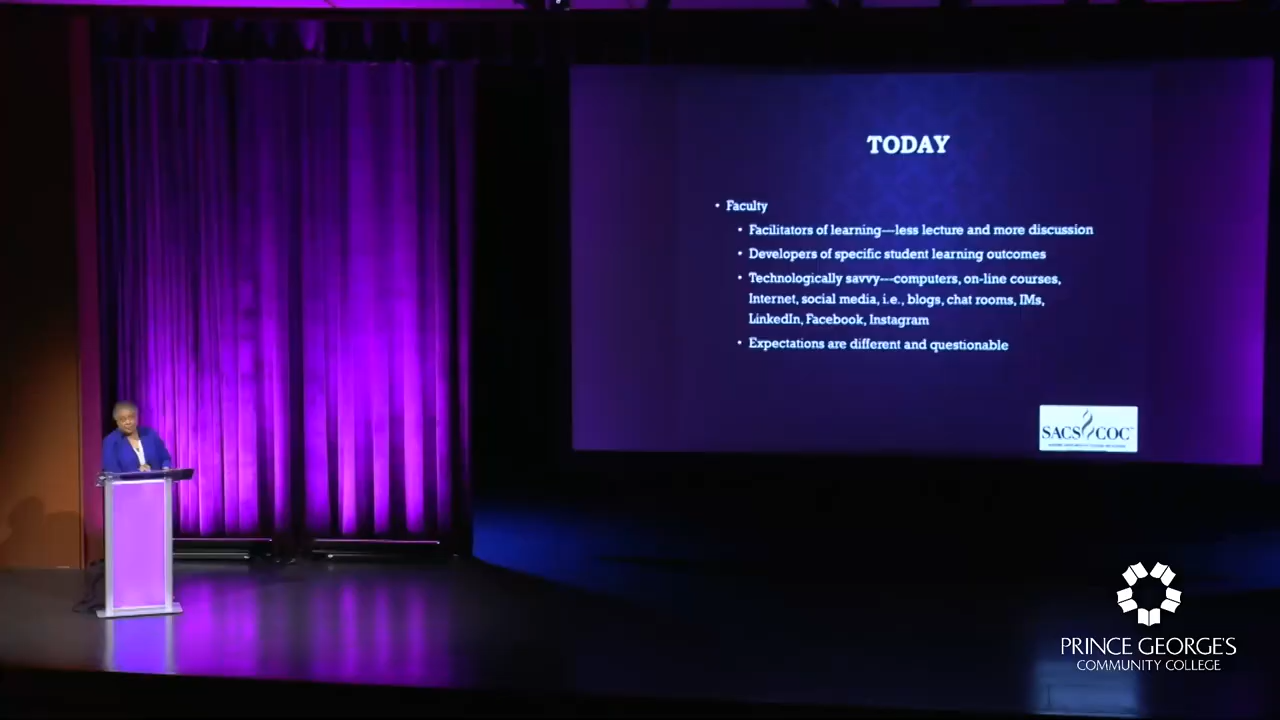 TODAY
• Faculty
• Facilitators of learning---less lecture and more discussion
• Developers of specific student learning outcomes
• Technologically savvy---computers, on-line courses,
Internet, social media, i.e., blogs, chat rooms, IMs,
LinkedIn, Facebook, Instagram
• Expectations are different and questionable
SACS COC
PRINCE GEORGE'S
COMMUNITY COLLEGE